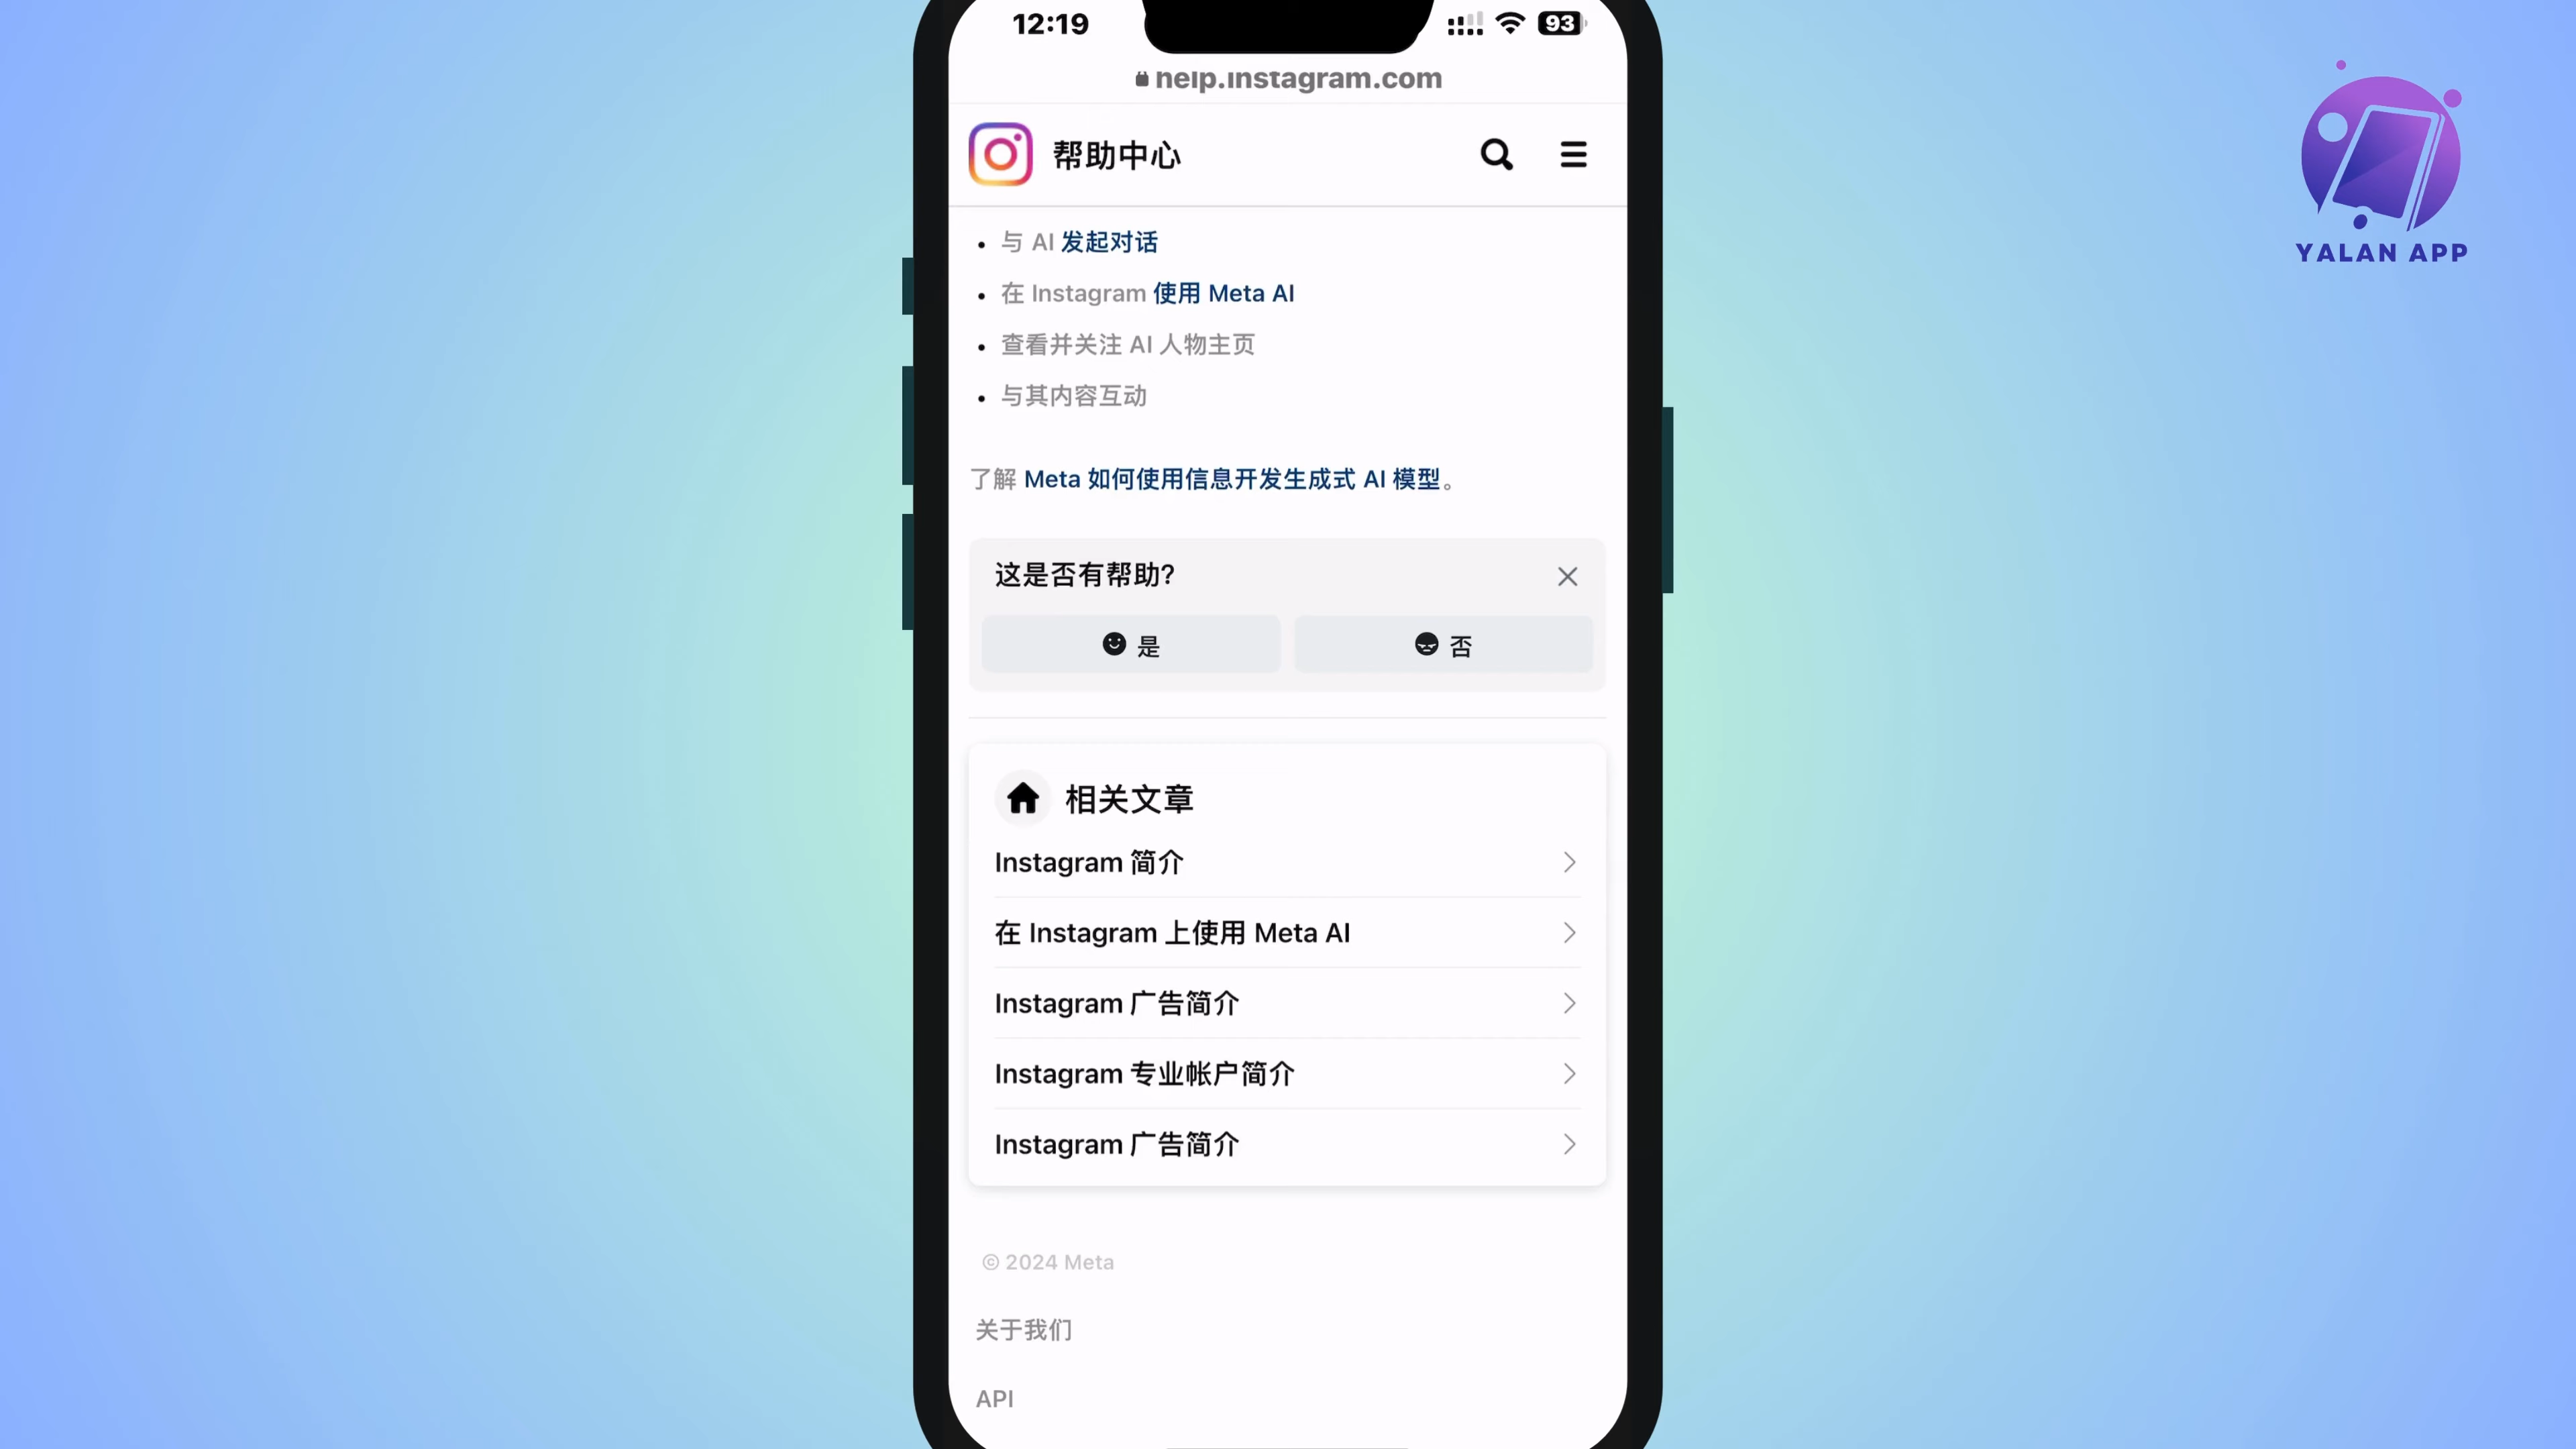 12:19
93
help.instagram.com
帮助中心
YALAN APP
与 AI 发起对话
在 Instagram 使用 Meta AI
查看并关注 AI 人物主页
与其内容互动
了解 Meta 如何使用信息开发生成式 AI 模型。
这是否有帮助?
是
否
相关文章
Instagram 简介
在 Instagram 上使用 Meta AI
Instagram 广告简介
Instagram 专业帐户简介
Instagram 广告简介
© 2024 Meta
关于我们
API